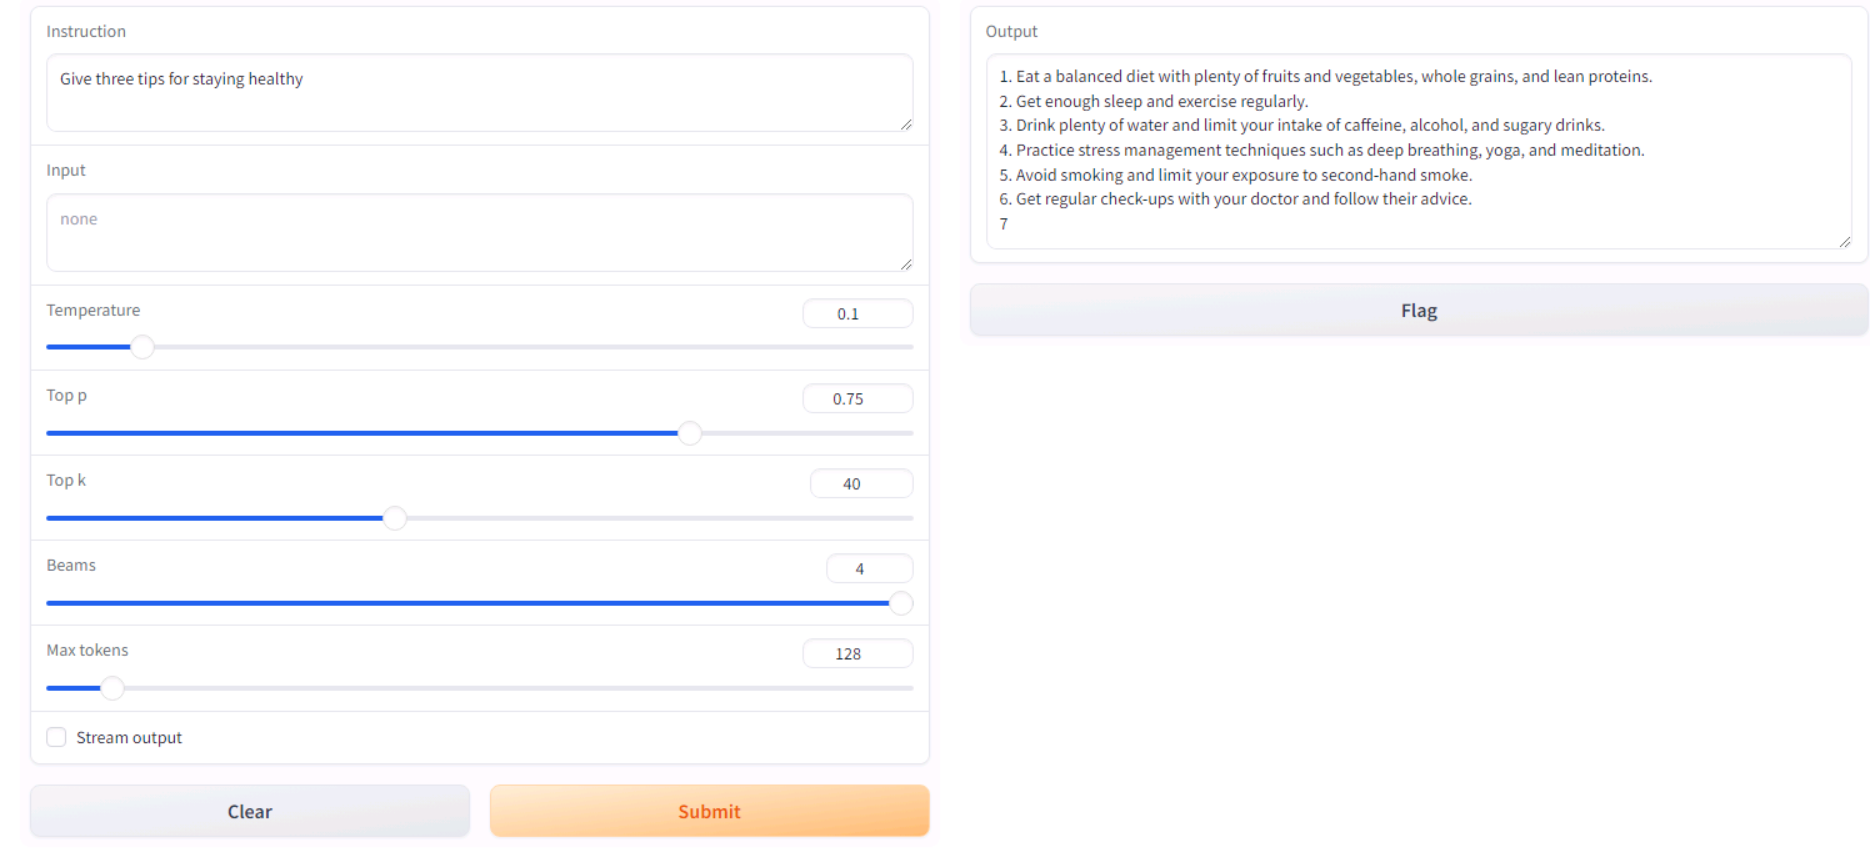 Instruction
Give three tips for staying healthy
Input
none
Temperature
0.1
Top p
0.75
Top k
40
Beams
4
Max tokens
128
Stream output
Clear
Submit
Output
1. Eat a balanced diet with plenty of fruits and vegetables, whole grains, and lean proteins.
2. Get enough sleep and exercise regularly.
3. Drink plenty of water and limit your intake of caffeine, alcohol, and sugary drinks.
4. Practice stress management techniques such as deep breathing, yoga, and meditation.
5. Avoid smoking and limit your exposure to second-hand smoke.
6. Get regular check-ups with your doctor and follow their advice.
7
Flag